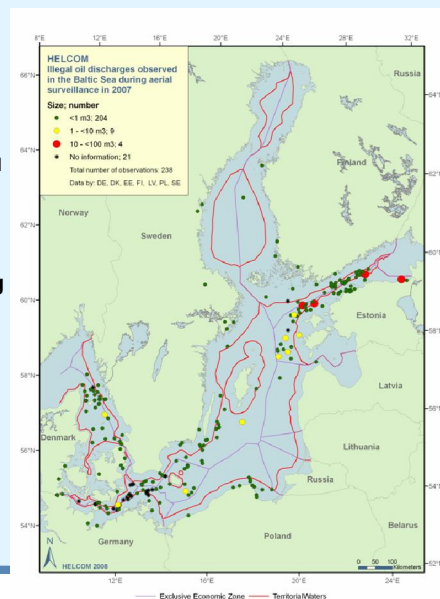 8°E 12°E 16°E 20°E 24°E 28°E 32°E
HELCOM
Illegal oil discharges observed
in the Baltic Sea during aerial
surveillance in 2007
Size; number
<1 m3; 204
1 - <10 m3; 9
10 - <100 m3; 4
No information; 21
Total number of observations: 238
Data by: DE, DK, EE, FI, LV, PL, SE
66°N
Russia
64°N
Finland
62°N
Norway
Sweden
60°N
Estonia
58°N
Latvia
Denmark
56°N
Lithuania
Russia
54°N
Poland
Belarus
Germany
N
HELCOM 2008
0 50 100
Kilometers
12°E 16°E 20°E 24°E
Exclusive Economic Zone
Territorial Waters